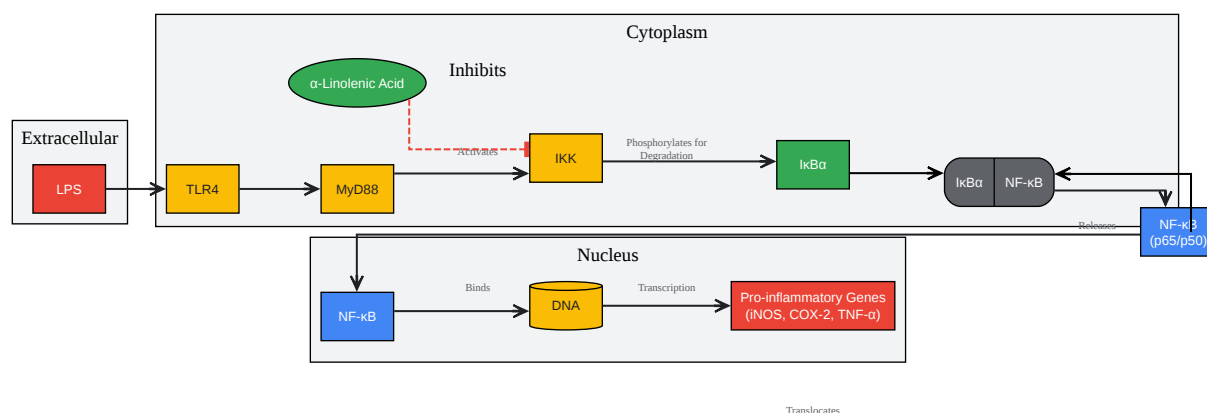 Cytoplasm
Inhibits
α-Linolenic Acid
Extracellular
LPS
TLR4
MyD88
Activates
IKK
Phosphorylates for
Degradation
IκBα
IκBα
NF-κB
Releases
NF-κB
(p65/p50)
Nucleus
NF-κB
Binds
DNA
Transcription
Pro-inflammatory Genes
(iNOS, COX-2, TNF-α)
Translocates